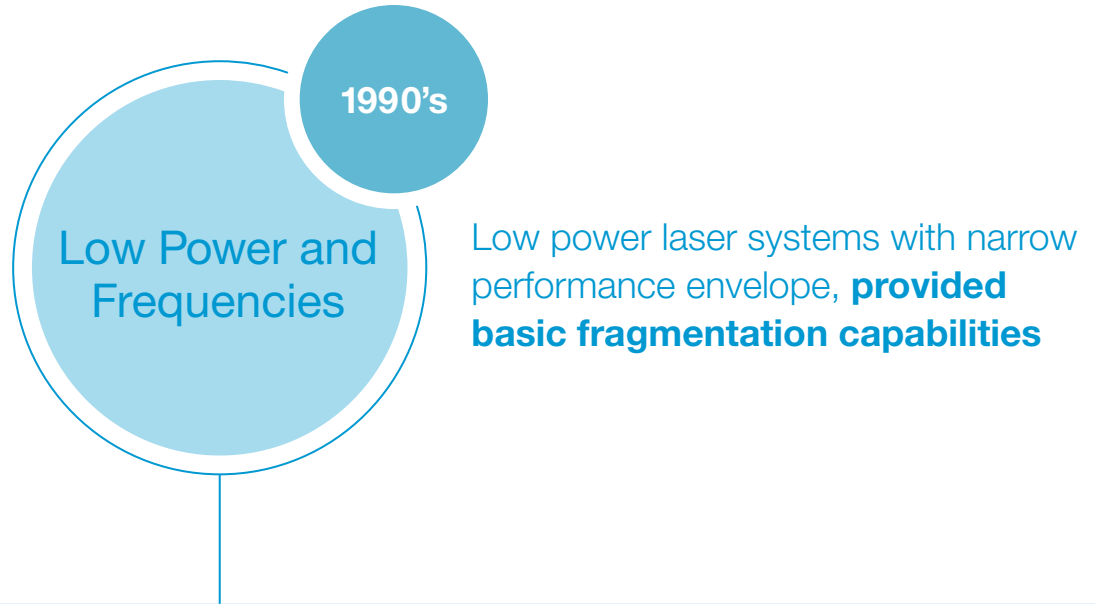 1990's
Low Power and
Frequencies
Low power laser systems with narrow
performance envelope, provided
basic fragmentation capabilities